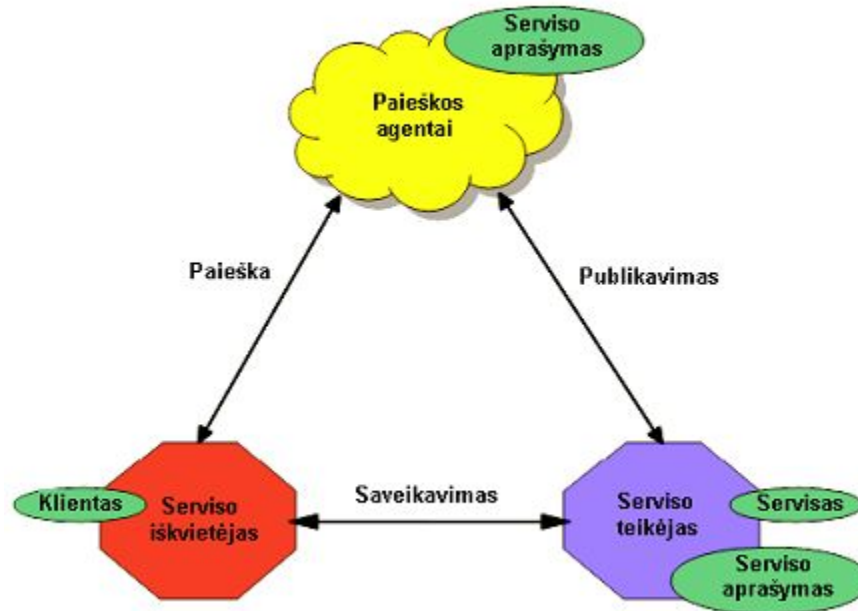 Serviso
aprašymas
Paieškos
agentai
Paieška
Publikavimas
Klientas
Serviso
iškvietėjas
Saveikavimas
Serviso
teikėjas
Servisas
Serviso
aprašymas